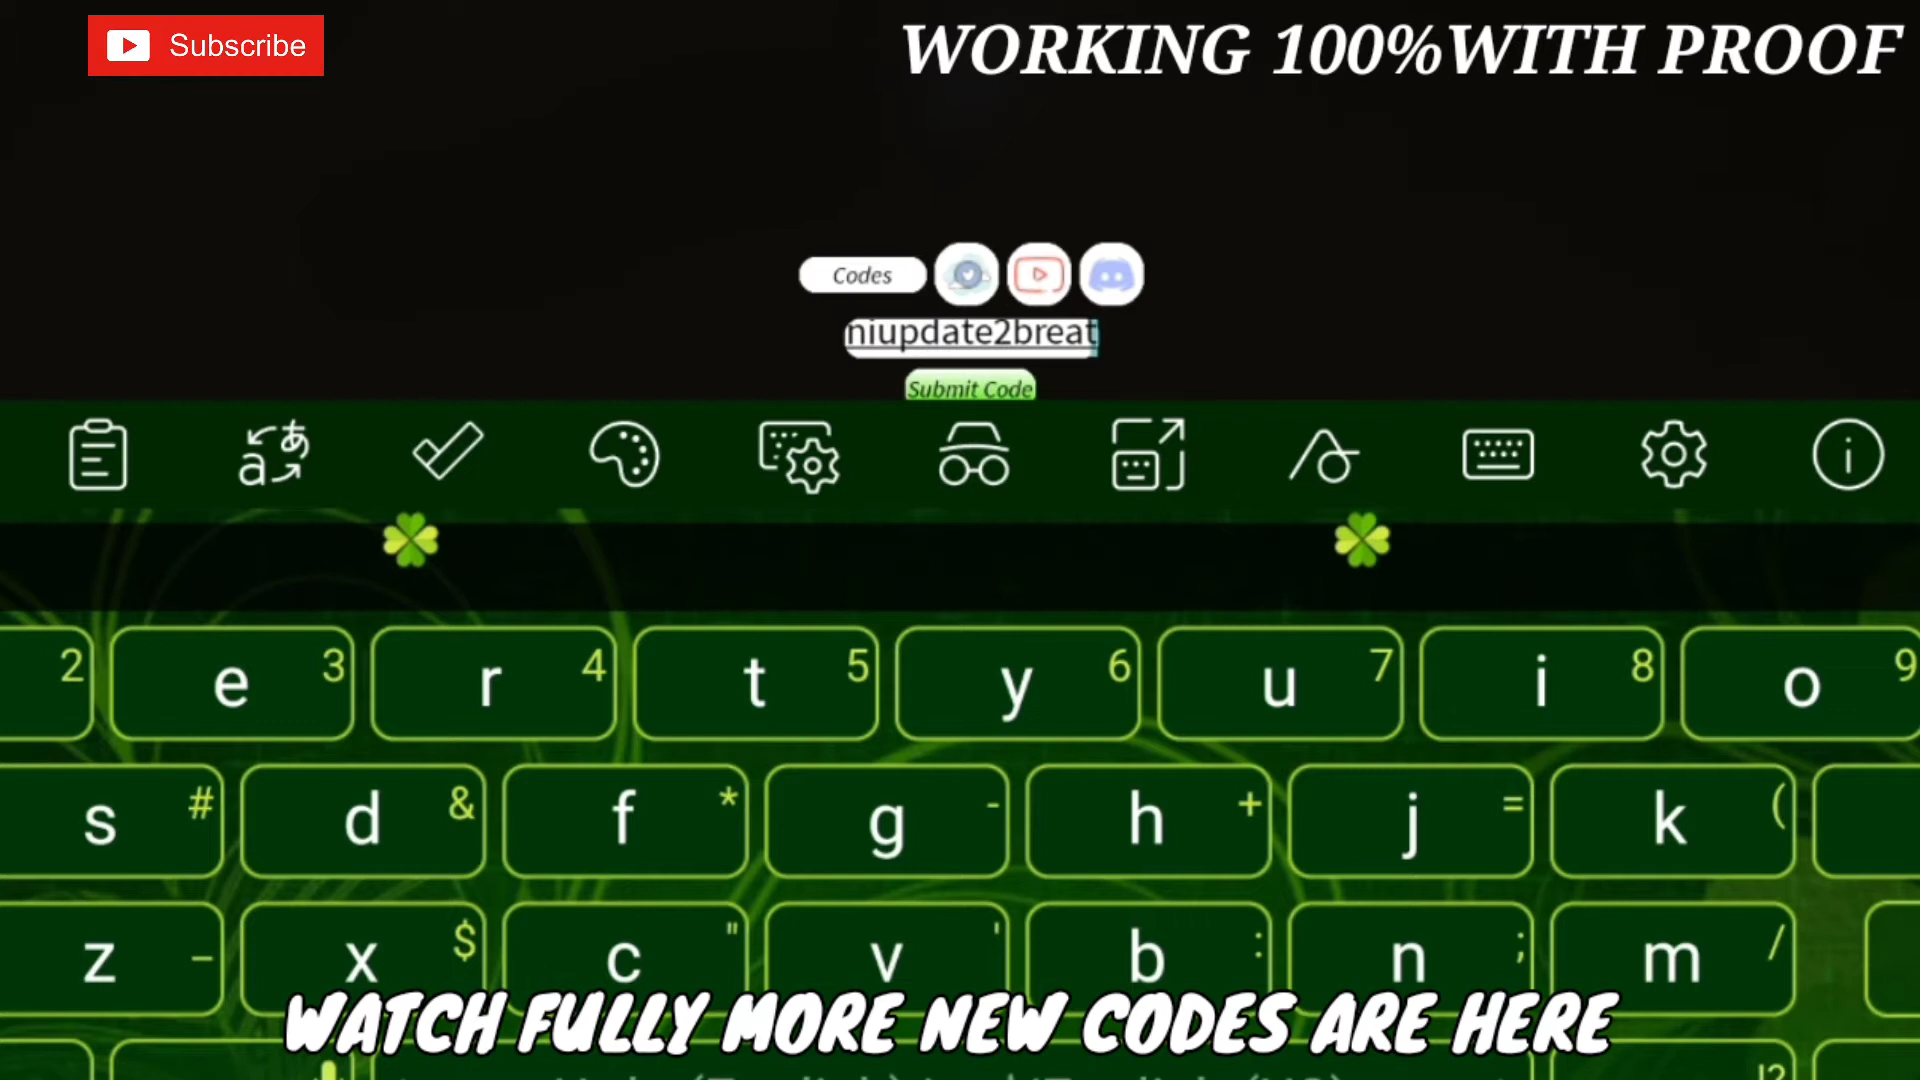 Subscribe
WORKING 100%WITH PROOF
Codes
niupdate2breat
Submit Code
a あ
2 e 3 r 4 t 5 y 6 u 7 i 8 o 9
s # d & f * g - h + j = k (
z _ x $ c " v ' b : n ; m /
WATCH FULLY MORE NEW CODES ARE HERE
!?